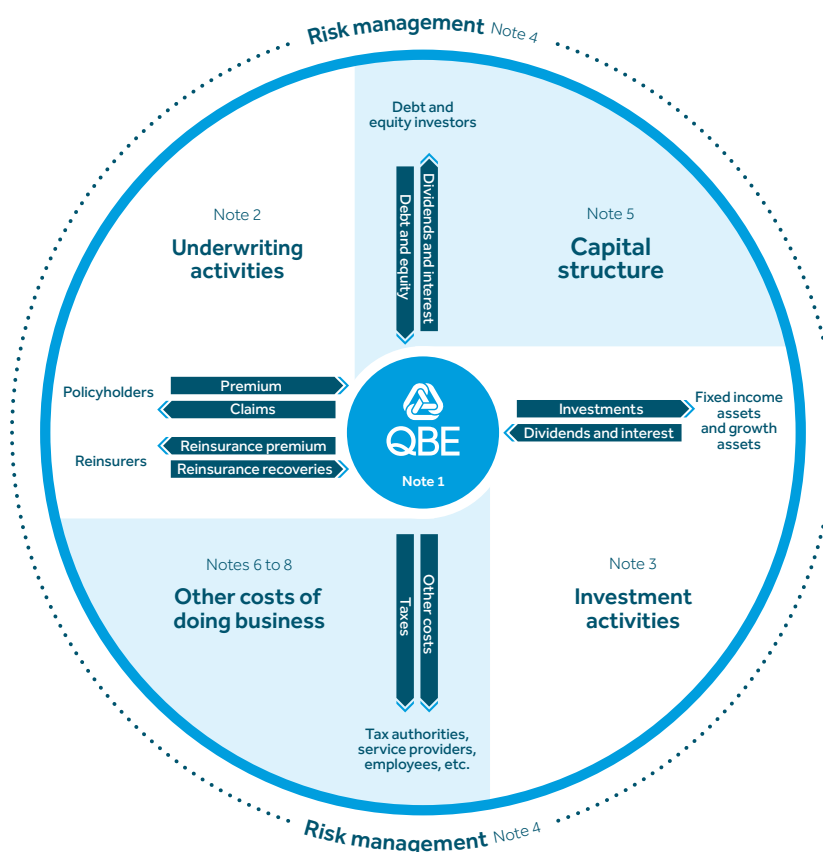 Risk management Note 4
Debt and
equity investors
Debt and equity
Dividends and interest
Note 2
Underwriting
activities
Note 5
Capital
structure
Policyholders
Premium
Claims
Reinsurers
Reinsurance premium
Reinsurance recoveries
QBE
Note 1
Investments
Dividends and interest
Fixed income
assets
and growth
assets
Notes 6 to 8
Other costs of
doing business
Taxes
Other costs
Note 3
Investment
activities
Tax authorities,
service providers,
employees, etc.
Risk management Note 4